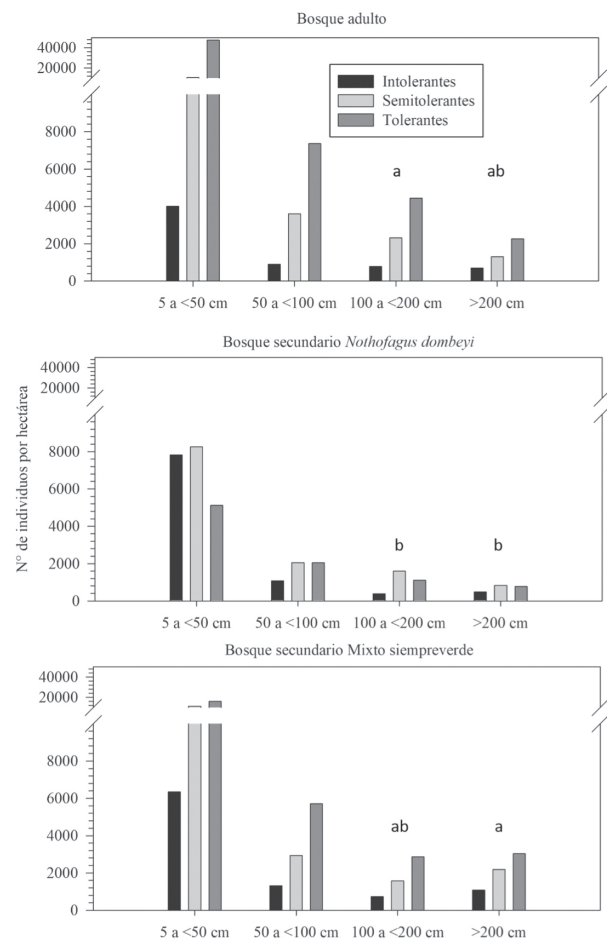 Bosque adulto
40000
20000
Intolerantes
Semitolerantes
Tolerantes
8000
6000
4000
2000
0
a
ab
5 a <50 cm
50 a <100 cm
100 a <200 cm
>200 cm
Bosque secundario Nothofagus dombeyi
N° de individuos por hectárea
40000
20000
8000
6000
4000
2000
0
b
b
5 a <50 cm
50 a <100 cm
100 a <200 cm
>200 cm
Bosque secundario Mixto siempreverde
40000
20000
8000
6000
4000
2000
0
ab
a
5 a <50 cm
50 a <100 cm
100 a <200 cm
>200 cm